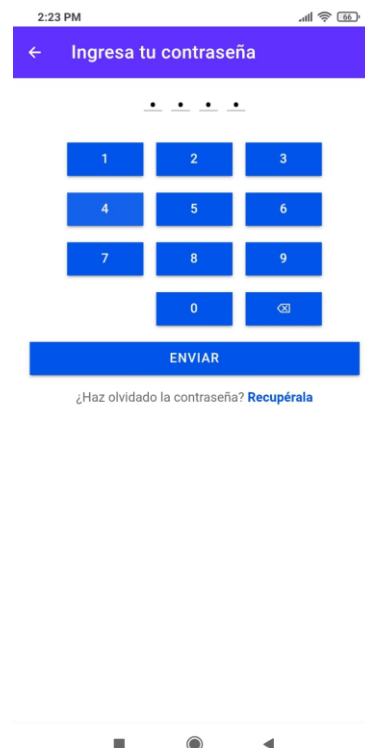 2:23 PM 66
Ingresa tu contraseña
1 2 3
4 5 6
7 8 9
0
ENVIAR
¿Haz olvidado la contraseña? Recupérala